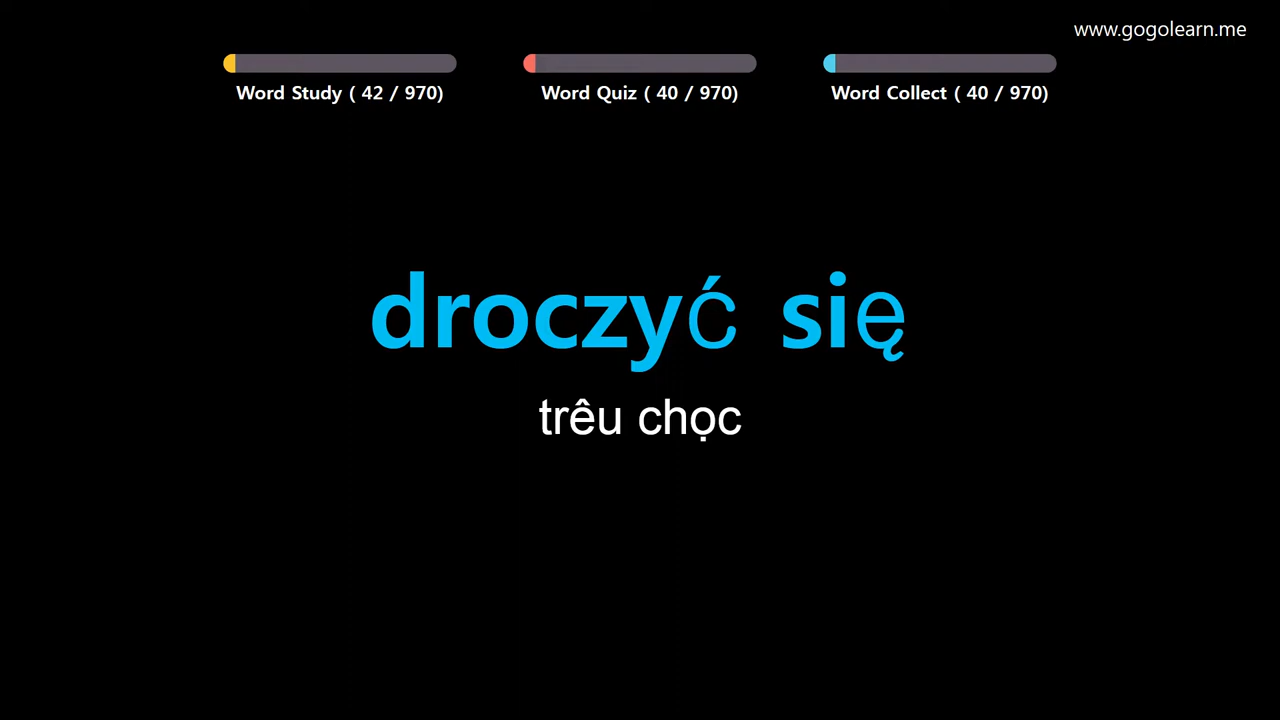 www.gogolearn.me
Word Study ( 42 / 970)
Word Quiz ( 40 / 970)
Word Collect ( 40 / 970)
droczyć się
trêu chọc